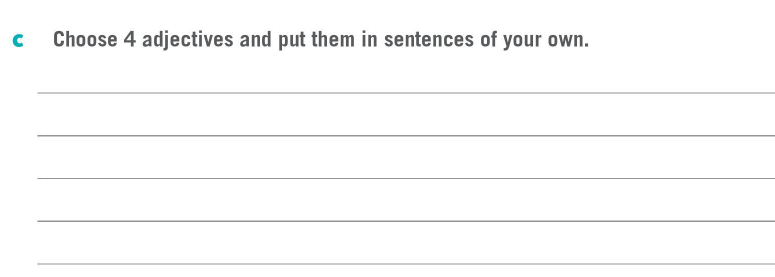 c Choose 4 adjectives and put them in sentences of your own.